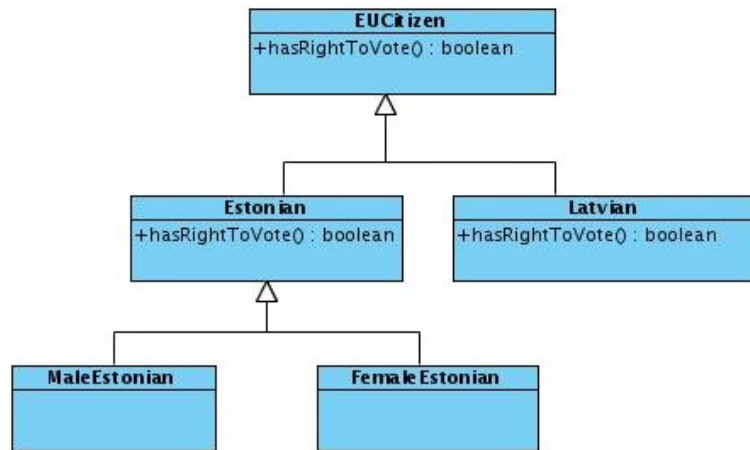 EUCitizen
+hasRightToVote() : boolean
Estonian
+hasRightToVote() : boolean
Latvian
+hasRightToVote() : boolean
MaleEstonian
FemaleEstonian